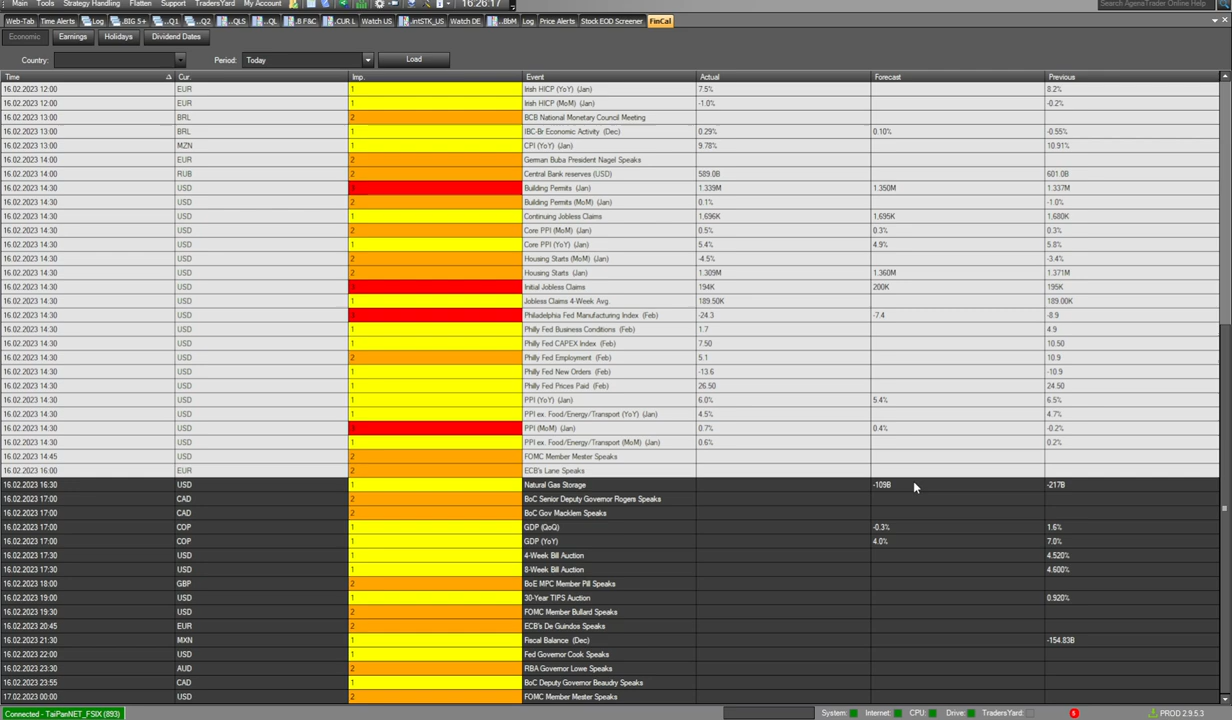 Main Tools Strategy Handling Flatten Support TradersYard My Account 16:26:17 Search AgenaTrader Online Help
Web-Tab Time Alerts Log .BIG S+ ..Q1 ..Q2 ..QLS ..QL .B F&C .CUR L Watch US .intSTK_US Watch DE ..BbM Log Price Alerts Stock EOD Screener FinCal
Economic Earnings Holidays Dividend Dates
Country: Period: Today Load
Time Cur. Imp. Event Actual Forecast Previous
16.02.2023 12:00 EUR 1 Irish HICP (YoY) (Jan) 7.5% 8.2%
16.02.2023 12:00 EUR 1 Irish HICP (MoM) (Jan) -1.0% -0.2%
16.02.2023 13:00 BRL 2 BCB National Monetary Council Meeting
16.02.2023 13:00 BRL 1 IBC-Br Economic Activity (Dec) 0.29% 0.10% -0.55%
16.02.2023 13:00 MZN 1 CPI (YoY) (Jan) 9.78% 10.91%
16.02.2023 14:00 EUR 2 German Buba President Nagel Speaks
16.02.2023 14:00 RUB 2 Central Bank reserves (USD) 589.0B 601.0B
16.02.2023 14:30 USD 3 Building Permits (Jan) 1.339M 1.350M 1.337M
16.02.2023 14:30 USD 2 Building Permits (MoM) (Jan) 0.1% -1.0%
16.02.2023 14:30 USD 1 Continuing Jobless Claims 1,696K 1,695K 1,680K
16.02.2023 14:30 USD 2 Core PPI (MoM) (Jan) 0.5% 0.3% 0.3%
16.02.2023 14:30 USD 1 Core PPI (YoY) (Jan) 5.4% 4.9% 5.8%
16.02.2023 14:30 USD 2 Housing Starts (MoM) (Jan) -4.5% -3.4%
16.02.2023 14:30 USD 2 Housing Starts (Jan) 1.309M 1.360M 1.371M
16.02.2023 14:30 USD 3 Initial Jobless Claims 194K 200K 195K
16.02.2023 14:30 USD 1 Jobless Claims 4-Week Avg. 189.50K 189.00K
16.02.2023 14:30 USD 3 Philadelphia Fed Manufacturing Index (Feb) -24.3 -7.4 -8.9
16.02.2023 14:30 USD 1 Philly Fed Business Conditions (Feb) 1.7 4.9
16.02.2023 14:30 USD 1 Philly Fed CAPEX Index (Feb) 7.50 10.50
16.02.2023 14:30 USD 2 Philly Fed Employment (Feb) 5.1 10.9
16.02.2023 14:30 USD 1 Philly Fed New Orders (Feb) -13.6 -10.9
16.02.2023 14:30 USD 1 Philly Fed Prices Paid (Feb) 26.50 24.50
16.02.2023 14:30 USD 1 PPI (YoY) (Jan) 6.0% 5.4% 6.5%
16.02.2023 14:30 USD 1 PPI ex. Food/Energy/Transport (YoY) (Jan) 4.5% 4.7%
16.02.2023 14:30 USD 3 PPI (MoM) (Jan) 0.7% 0.4% -0.2%
16.02.2023 14:30 USD 1 PPI ex. Food/Energy/Transport (MoM) (Jan) 0.6% 0.2%
16.02.2023 14:45 USD 2 FOMC Member Mester Speaks
16.02.2023 16:00 EUR 2 ECB's Lane Speaks
16.02.2023 16:30 USD 1 Natural Gas Storage -109B -217B
16.02.2023 17:00 CAD 2 BoC Senior Deputy Governor Rogers Speaks
16.02.2023 17:00 CAD 2 BoC Gov Macklem Speaks
16.02.2023 17:00 COP 1 GDP (QoQ) -0.3% 1.6%
16.02.2023 17:00 COP 1 GDP (YoY) 4.0% 7.0%
16.02.2023 17:30 USD 1 4-Week Bill Auction 4.520%
16.02.2023 17:30 USD 1 8-Week Bill Auction 4.600%
16.02.2023 18:00 GBP 2 BoE MPC Member Pill Speaks
16.02.2023 19:00 USD 1 30-Year TIPS Auction 0.920%
16.02.2023 19:30 USD 2 FOMC Member Bullard Speaks
16.02.2023 20:45 EUR 2 ECB's De Guindos Speaks
16.02.2023 21:30 MXN 1 Fiscal Balance (Dec) -154.83B
16.02.2023 22:00 USD 1 Fed Governor Cook Speaks
16.02.2023 23:30 AUD 2 RBA Governor Lowe Speaks
16.02.2023 23:55 CAD 1 BoC Deputy Governor Beaudry Speaks
17.02.2023 00:00 USD 2 FOMC Member Mester Speaks
Connected - TaiPanNET_FSIX (893) System: Internet: CPU: Drive: TradersYard: PROD 2.9.5.3